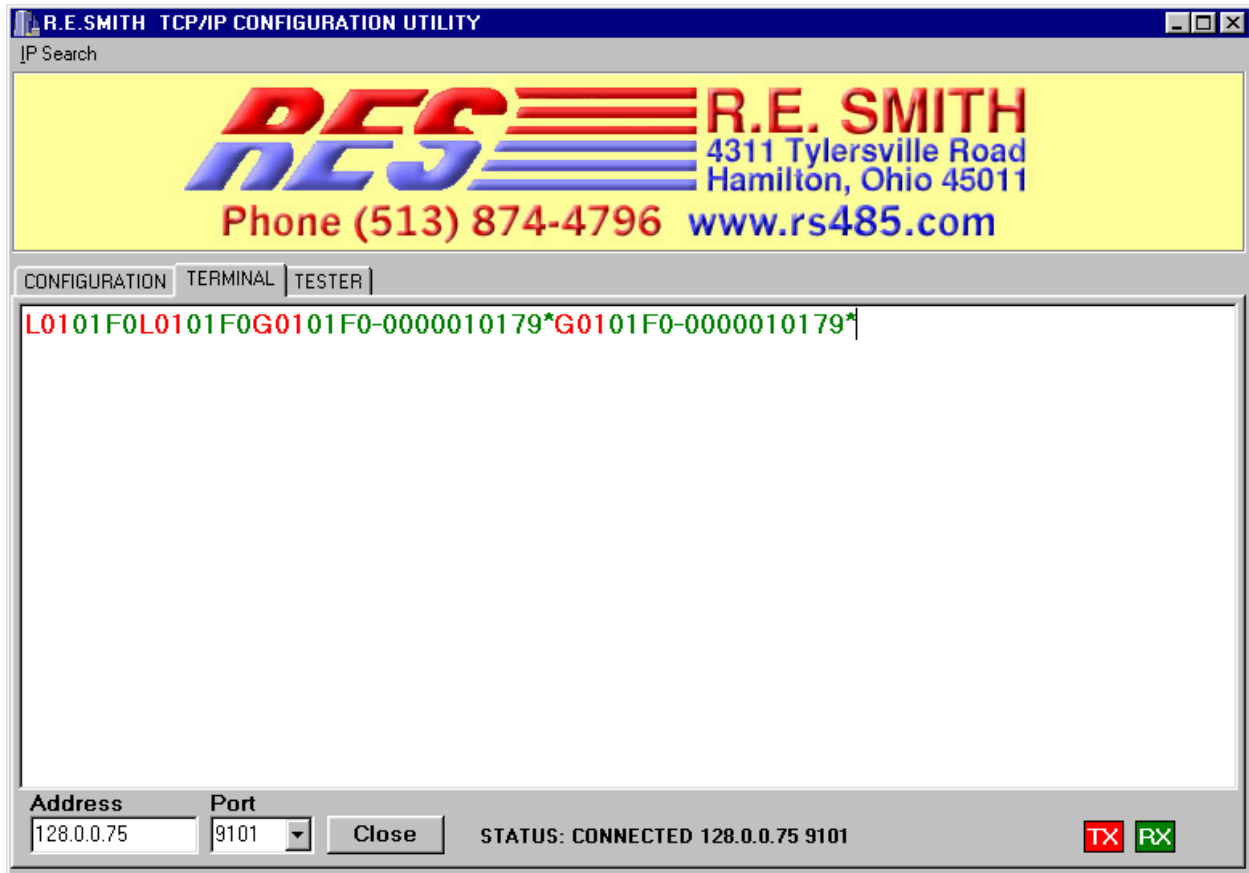 R.E.SMITH TCP/IP CONFIGURATION UTILITY
IP Search
RES
R.E. SMITH
4311 Tylersville Road
Hamilton, Ohio 45011
Phone (513) 874-4796 www.rs485.com
CONFIGURATION TERMINAL TESTER
L0101F0L0101F0G0101F0-0000010179*G0101F0-0000010179*
Address Port
128.0.0.75 9101 Close STATUS: CONNECTED 128.0.0.75 9101 TX RX